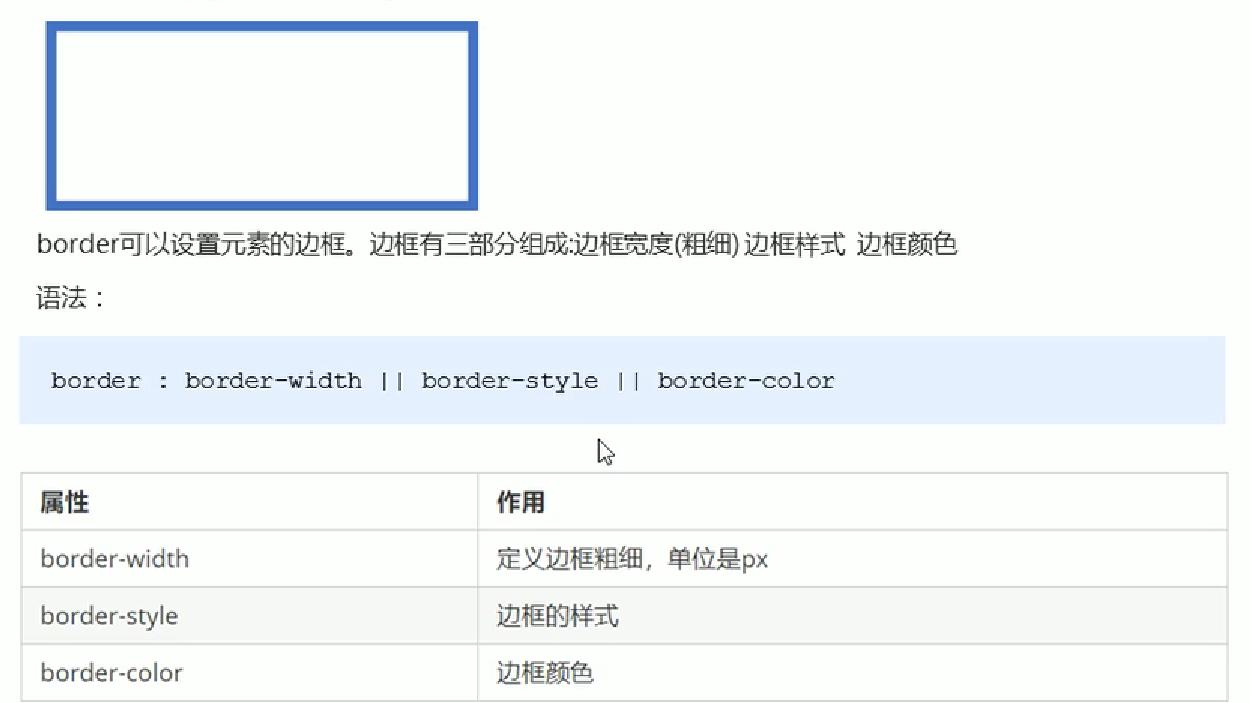 border可以设置元素的边框。边框有三部分组成:边框宽度(粗细) 边框样式 边框颜色
语法：
border : border-width || border-style || border-color
属性 作用
border-width 定义边框粗细，单位是px
border-style 边框的样式
border-color 边框颜色